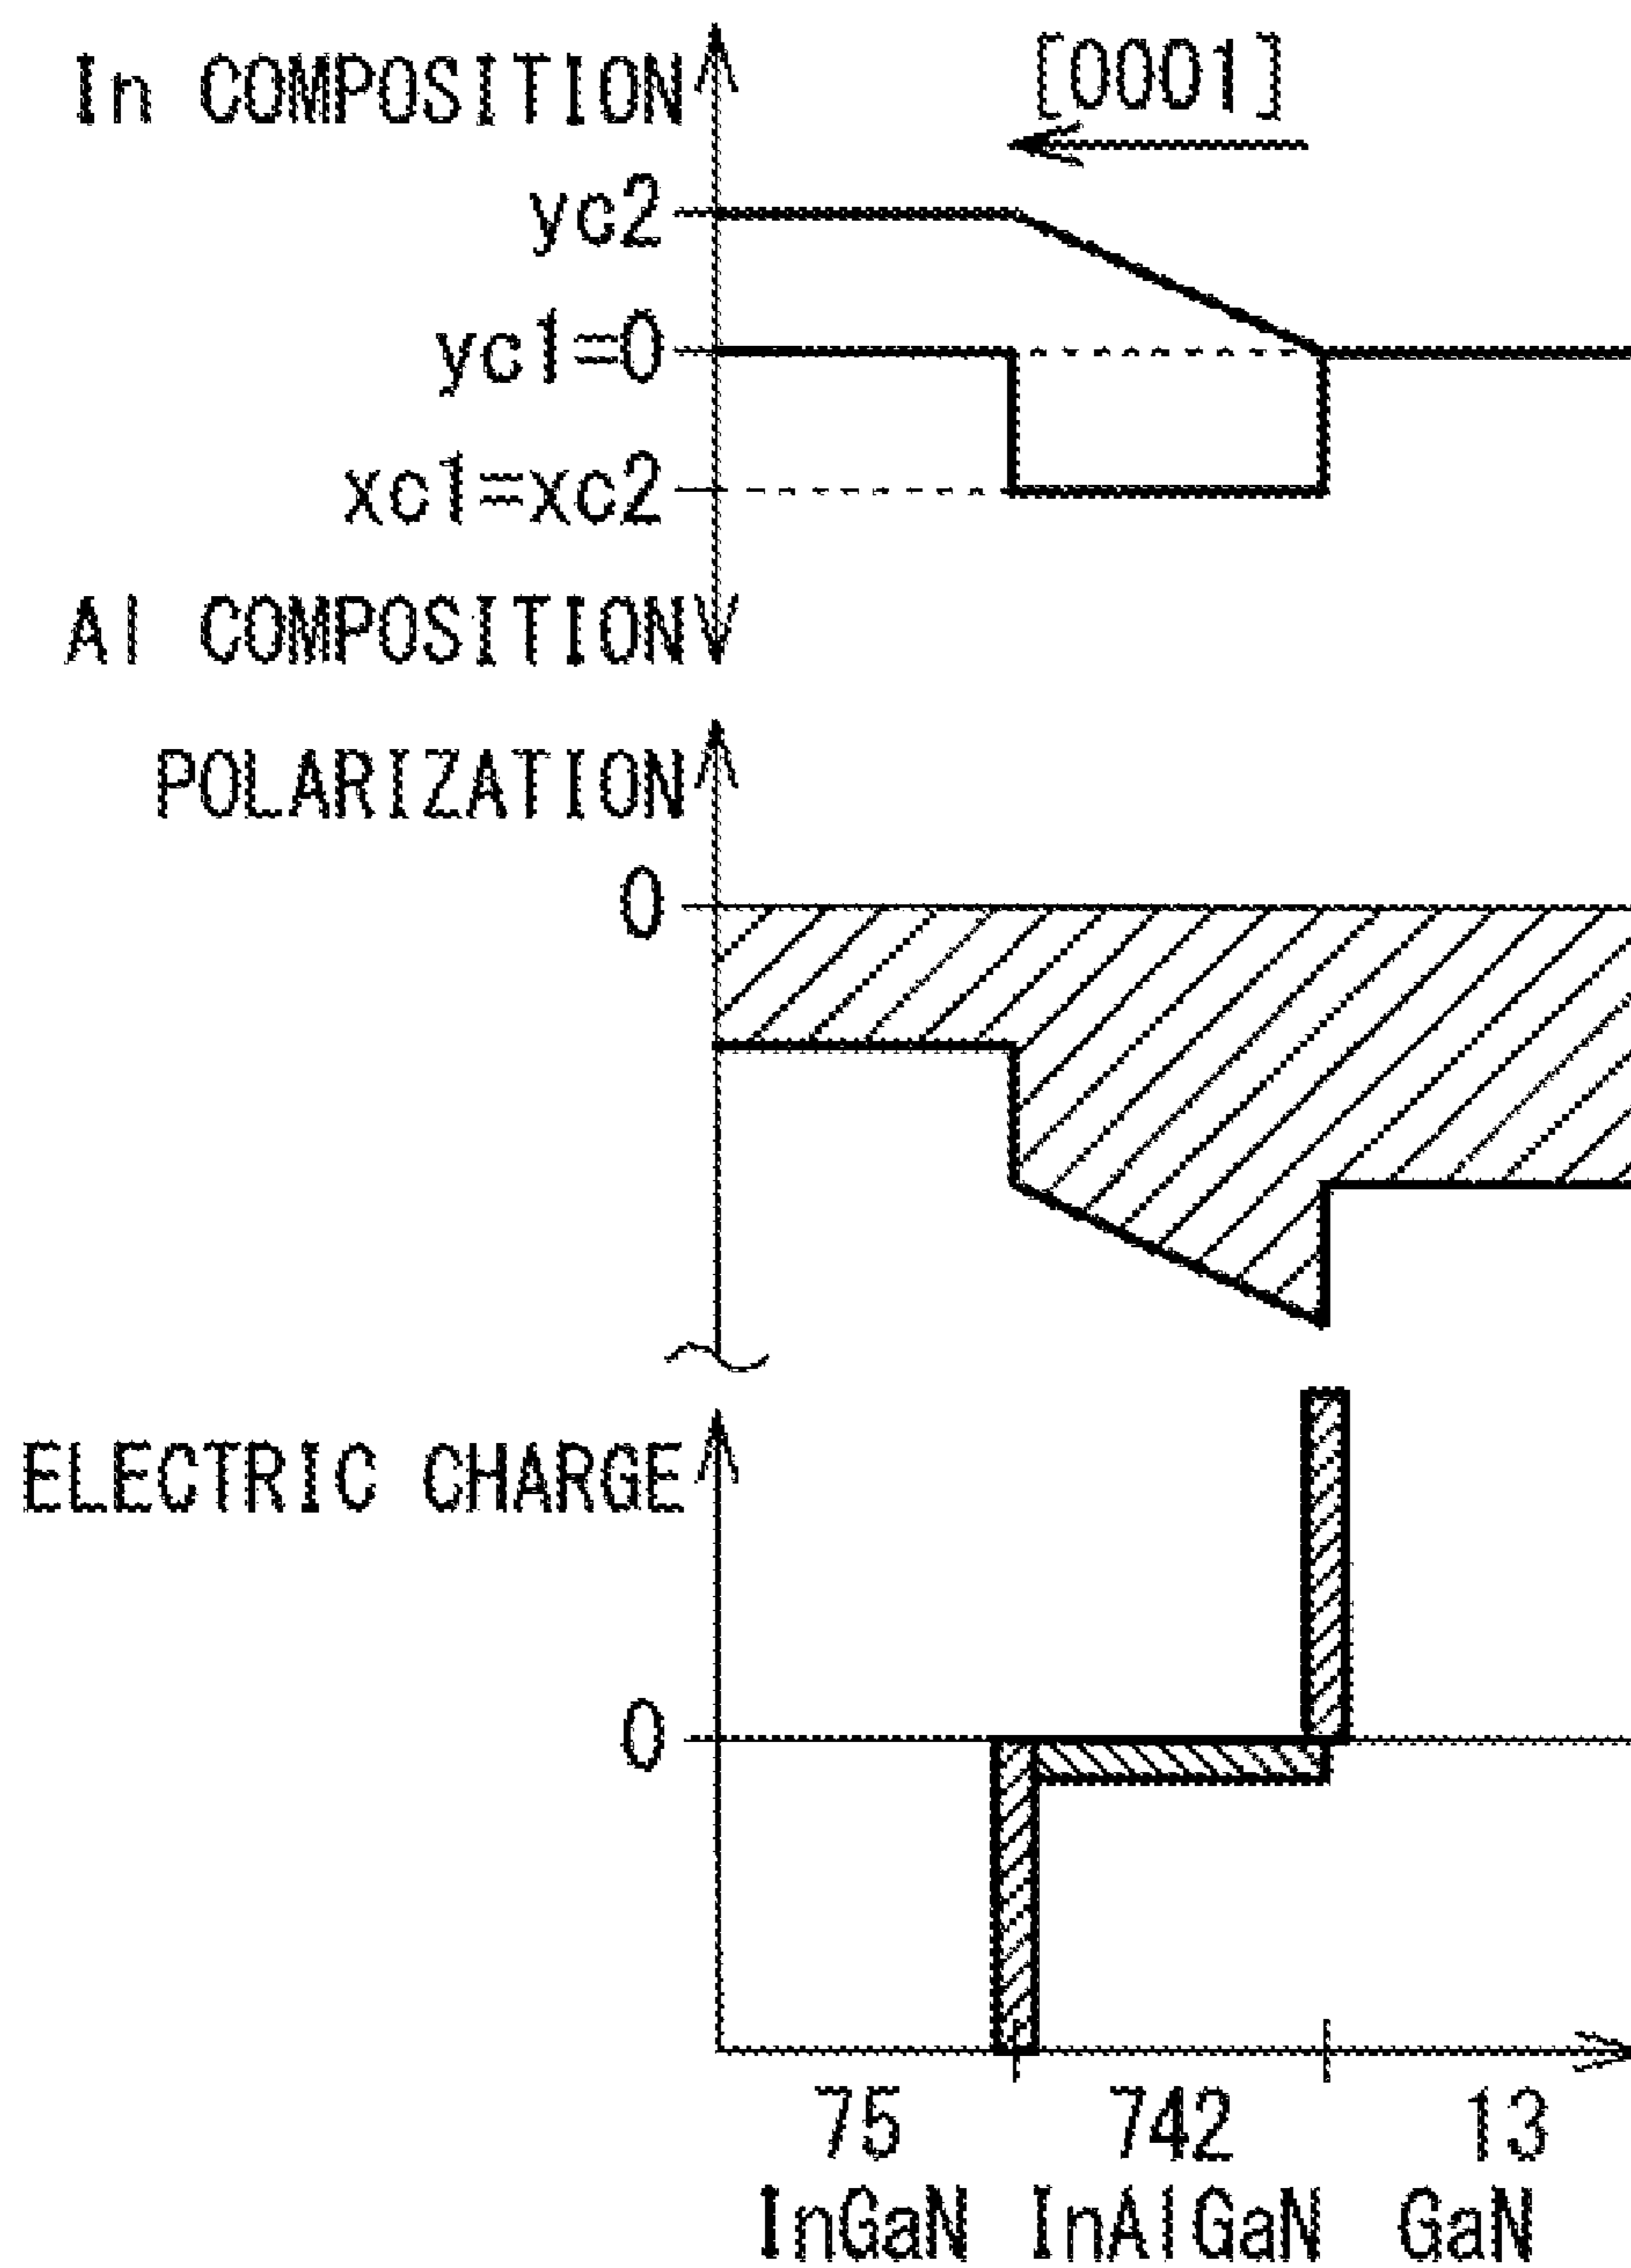 In COMPOSITION
[0001]
yc2
yc1=0
xc1=xc2
Al COMPOSITION
POLARIZATION
0
ELECTRIC CHARGE
0
75 742 13
InGaN InAlGaN GaN